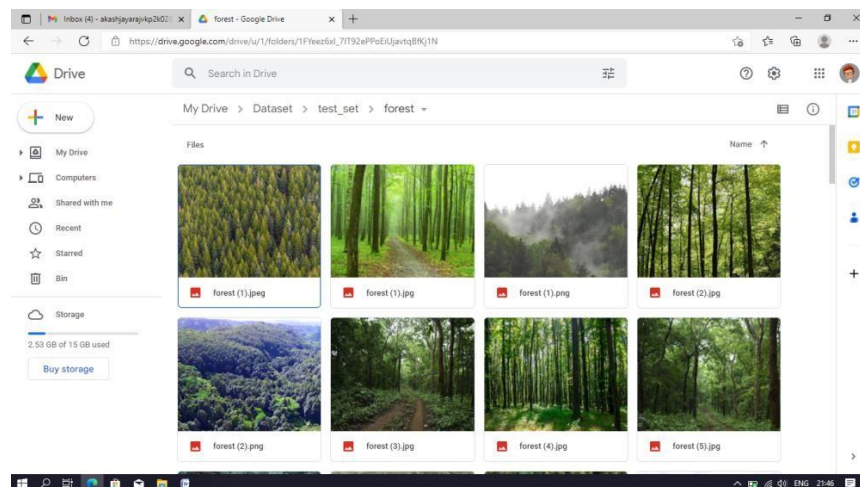 Inbox (4) - akashjayarajvkp2k02
forest - Google Drive
https://drive.google.com/drive/u/1/folders/
Drive
Search in Drive
New
My Drive > Dataset > test_set > forest
Files
Name
My Drive
Computers
Shared with me
Recent
Starred
Bin
Storage
2.53 GB of 15 GB used
Buy storage
forest (1).jpeg
forest (1).jpg
forest (1).png
forest (2).jpg
forest (2).png
forest (3).jpg
forest (4).jpg
forest (5).jpg
ENG 21:46